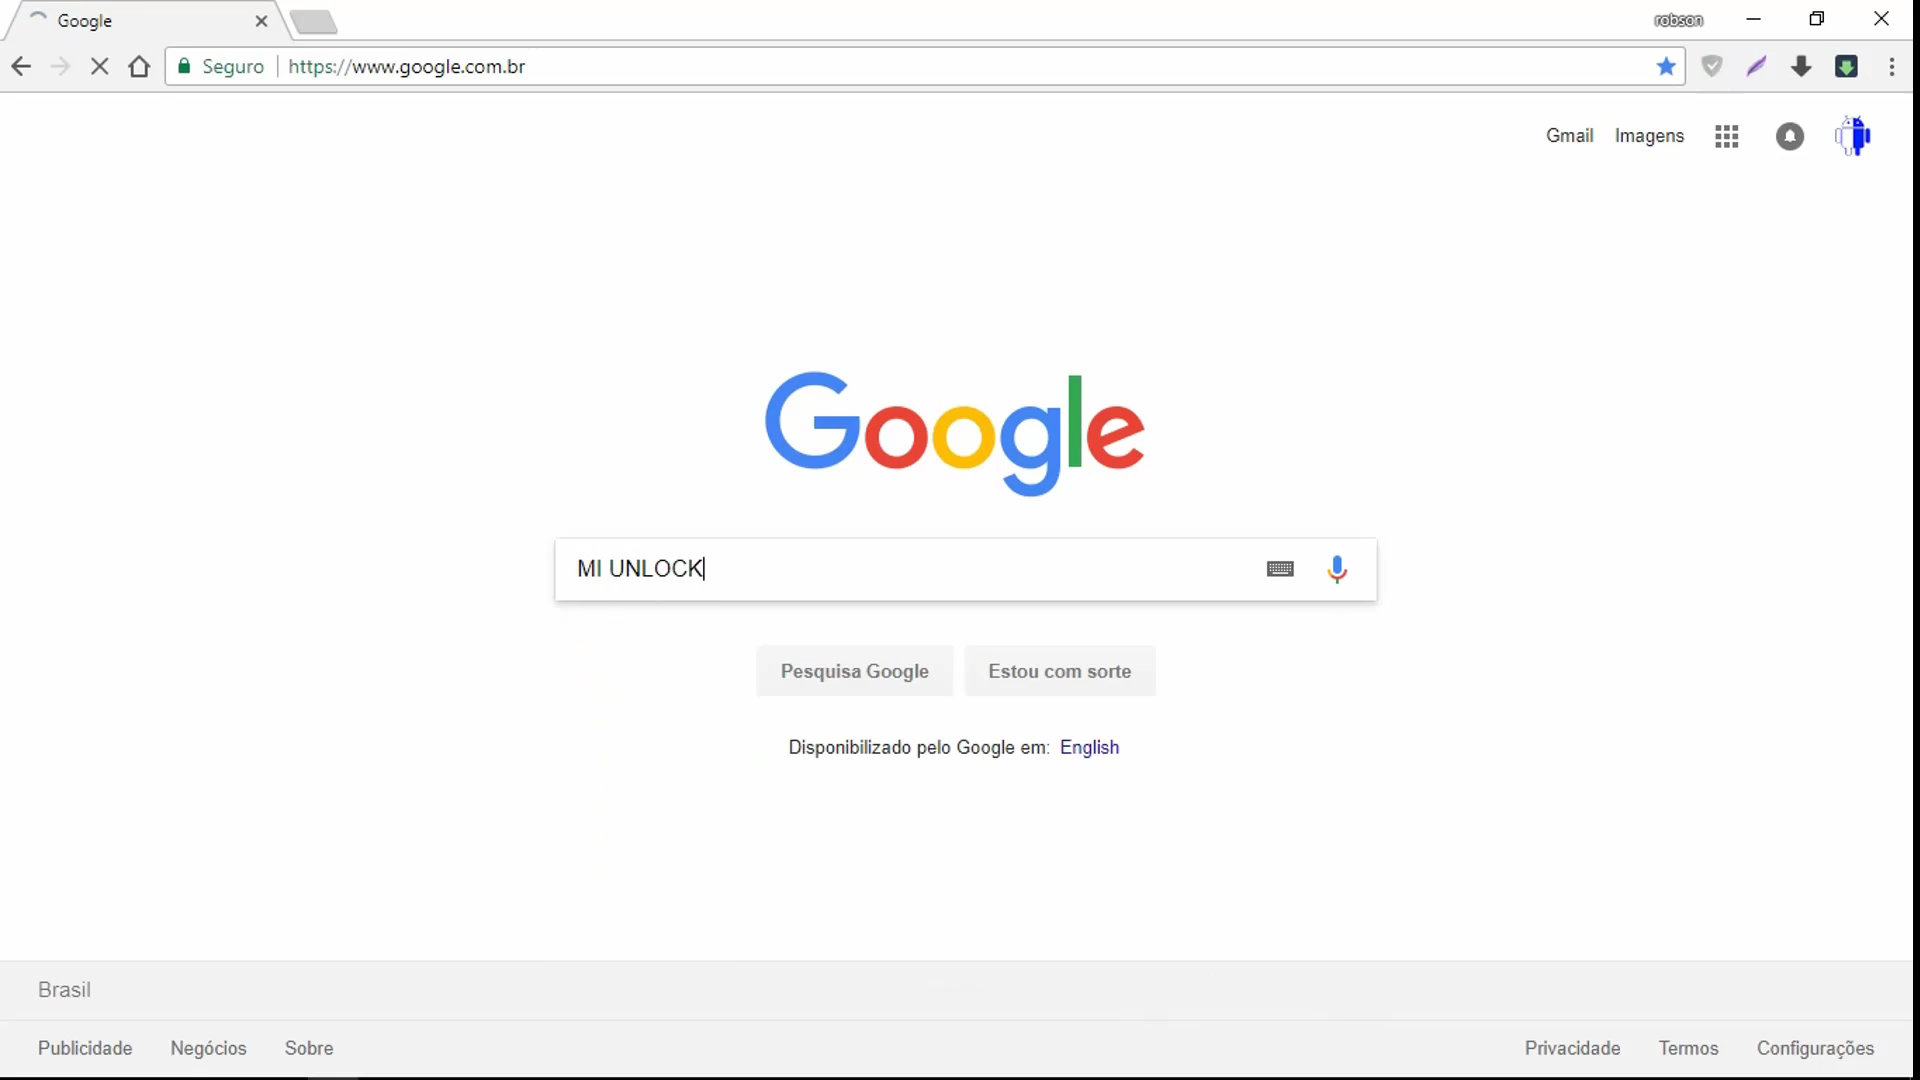 Google
robson
Seguro
https://www.google.com.br
Gmail
Imagens
Google
MI UNLOCK
Pesquisa Google
Estou com sorte
Disponibilizado pelo Google em: English
Brasil
Publicidade
Negócios
Sobre
Privacidade
Termos
Configurações